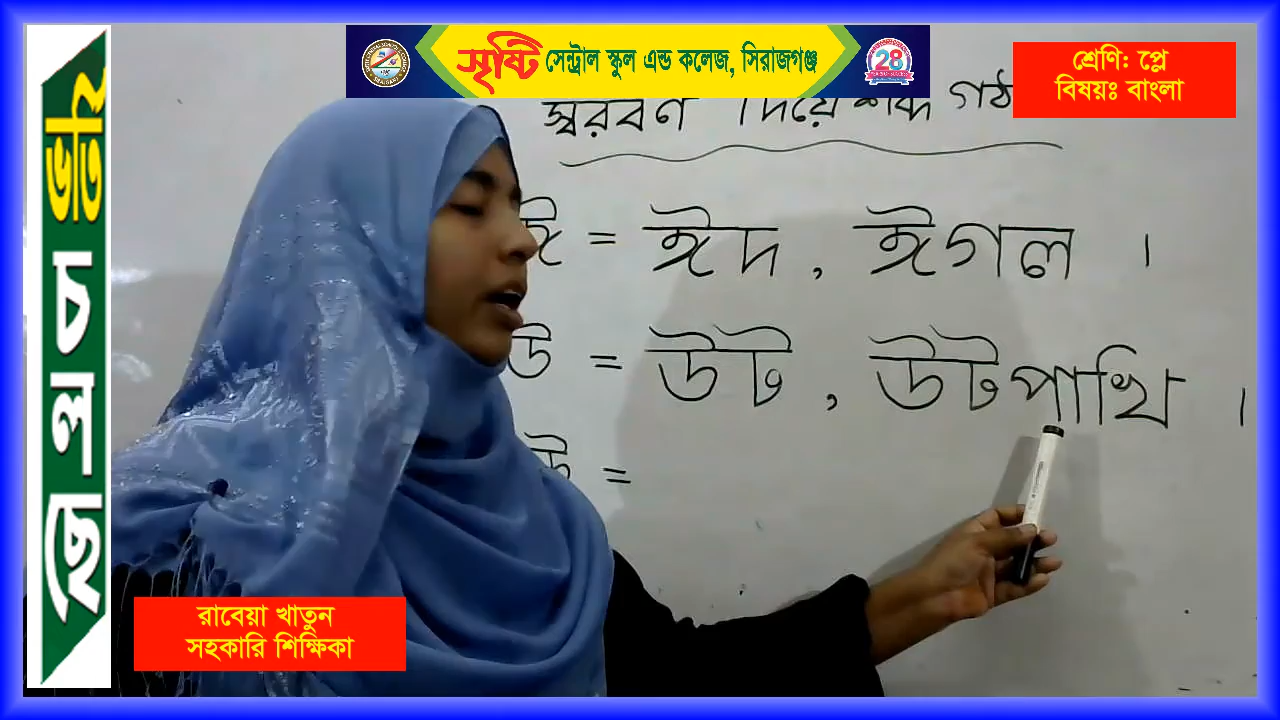 সৃষ্টি সেন্ট্রাল স্কুল এন্ড কলেজ, সিরাজগঞ্জ
28
শ্রেণি: প্লে
বিষয়ঃ বাংলা
ভর্তি চলছে
স্বরবর্ণ দিয়ে শব্দ গঠ
ঈ = ঈদ, ঈগল ।
উ = উট, উটপাখি ।
ঊ =
রাবেয়া খাতুন
সহকারি শিক্ষিকা